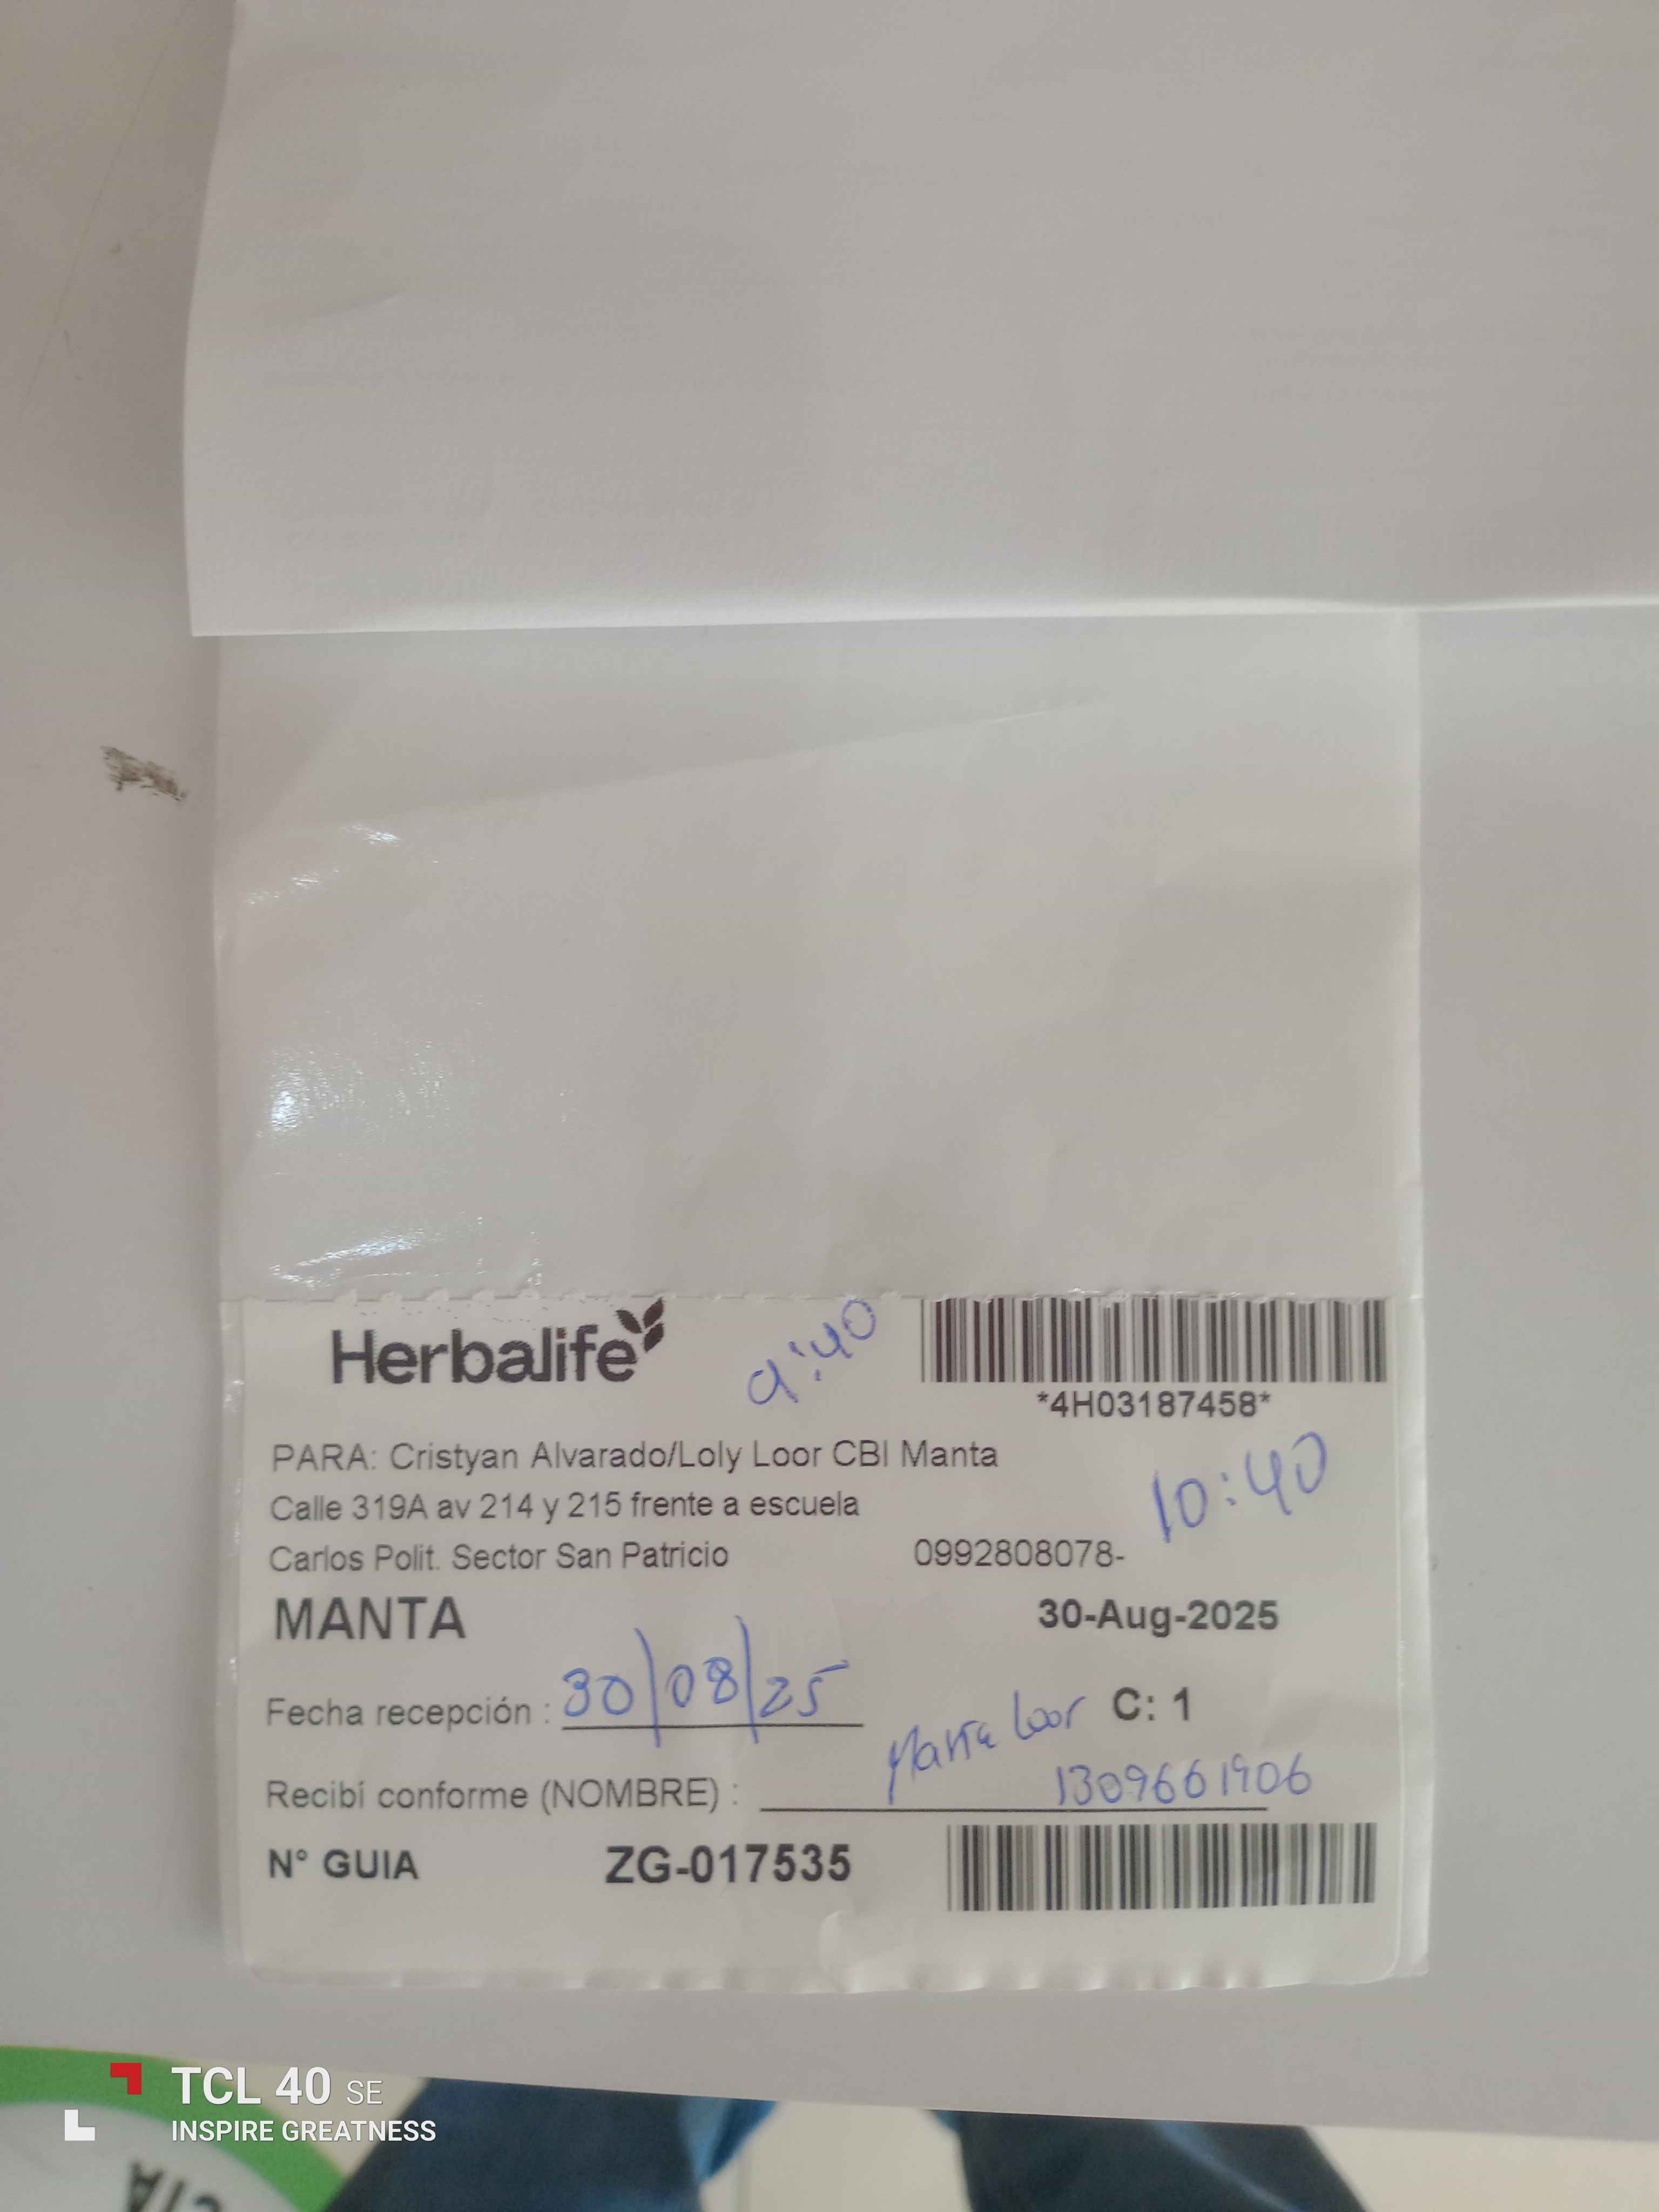 Herbalife
9:40
*4H03187458*
PARA: Cristyan Alvarado/Loly Loor CBI Manta
10:40
Calle 319A av 214 y 215 frente a escuela
Carlos Polit. Sector San Patricio 0992808078-
MANTA 30-Aug-2025
Fecha recepción : 30/08/25
Maria Loor C: 1
Recibí conforme (NOMBRE) : 1309661906
N° GUIA ZG-017535
TCL 40 SE
INSPIRE GREATNESS